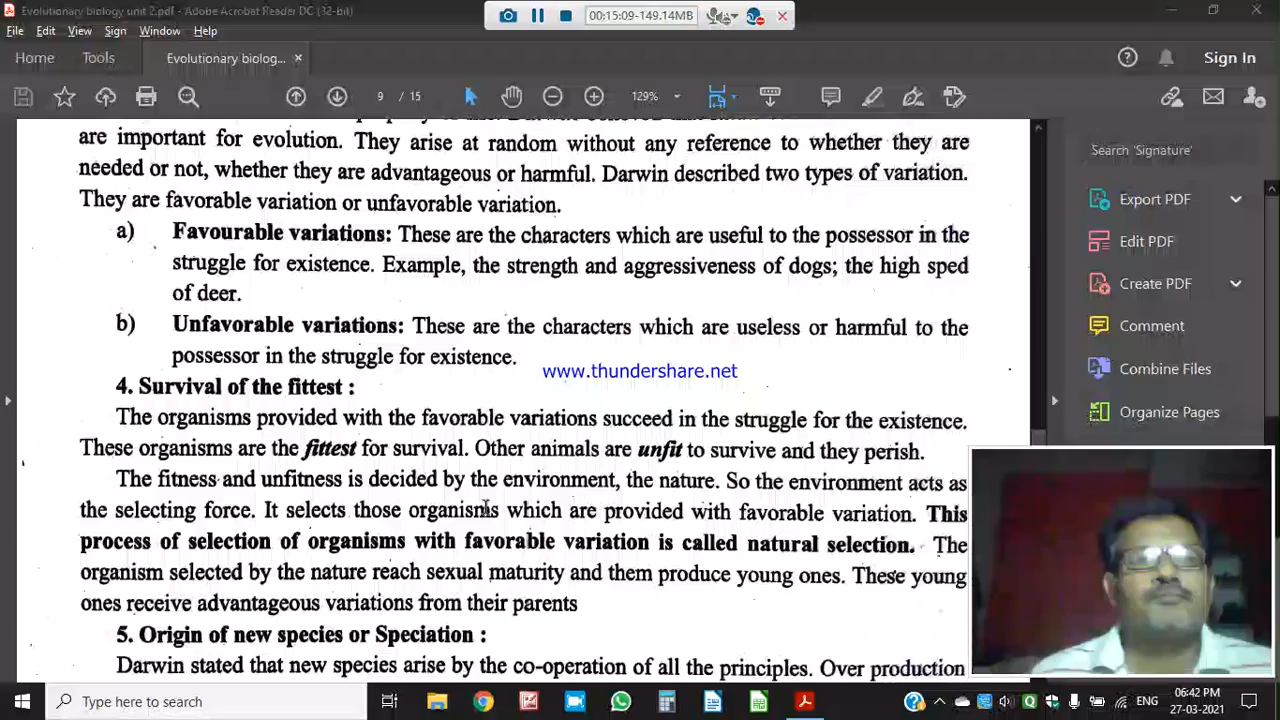 Evolutionary biology unit 2.pdf - Adobe Acrobat Reader DC (32-bit)
00:15:09-149.14MB
File Edit View Sign Window Help
Home Tools Evolutionary biolog... × Sign In
9 / 15 129%
are important for evolution. They arise at random without any reference to whether they are
needed or not, whether they are advantageous or harmful. Darwin described two types of variation.
They are favorable variation or unfavorable variation.
a) Favourable variations: These are the characters which are useful to the possessor in the
struggle for existence. Example, the strength and aggressiveness of dogs; the high sped
of deer.
b) Unfavorable variations: These are the characters which are useless or harmful to the
possessor in the struggle for existence.
www.thundershare.net
4. Survival of the fittest :
The organisms provided with the favorable variations succeed in the struggle for the existence.
These organisms are the fittest for survival. Other animals are unfit to survive and they perish.
The fitness and unfitness is decided by the environment, the nature. So the environment acts as
the selecting force. It selects those organisms which are provided with favorable variation. This
process of selection of organisms with favorable variation is called natural selection. The
organism selected by the nature reach sexual maturity and them produce young ones. These young
ones receive advantageous variations from their parents
5. Origin of new species or Speciation :
Darwin stated that new species arise by the co-operation of all the principles. Over production
Search 'Signature'
Export PDF
Edit PDF
Create PDF
Comment
Combine Files
Organize Pages
Type here to search
ENG
06:42 PM
27-03-2021